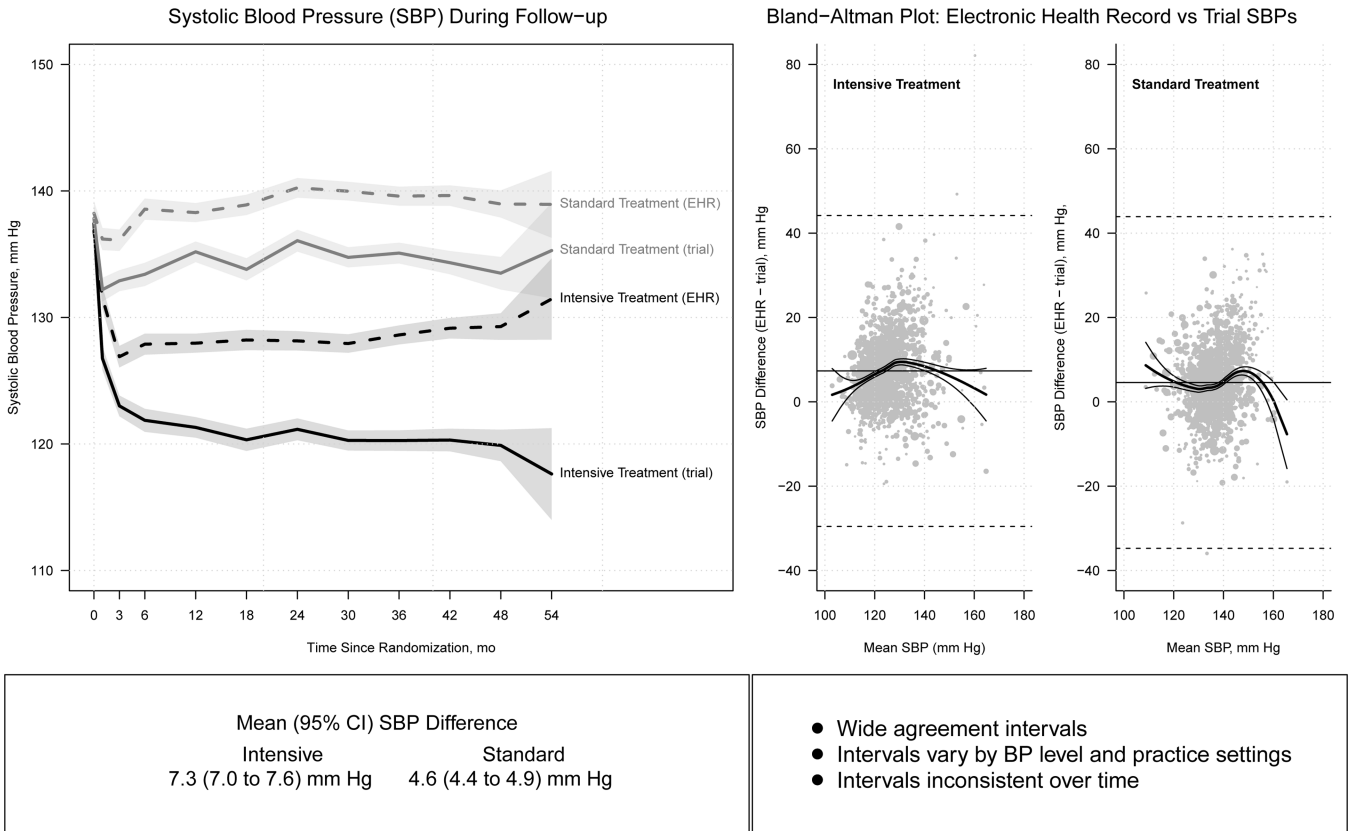 Systolic Blood Pressure (SBP) During Follow−up
Systolic Blood Pressure, mm Hg
150
140
130
120
110
Standard Treatment (EHR)
Standard Treatment (trial)
Intensive Treatment (EHR)
Intensive Treatment (trial)
0 3 6 12 18 24 30 36 42 48 54
Time Since Randomization, mo
Bland−Altman Plot: Electronic Health Record vs Trial SBPs
SBP Difference (EHR − trial), mm Hg
80
60
40
20
0
−20
−40
Intensive Treatment
100 120 140 160 180
Mean SBP (mm Hg)
SBP Difference (EHR − trial), mm Hg,
80
60
40
20
0
−20
−40
Standard Treatment
100 120 140 160 180
Mean SBP, mm Hg
Mean (95% CI) SBP Difference
Intensive Standard
7.3 (7.0 to 7.6) mm Hg 4.6 (4.4 to 4.9) mm Hg
● Wide agreement intervals
● Intervals vary by BP level and practice settings
● Intervals inconsistent over time